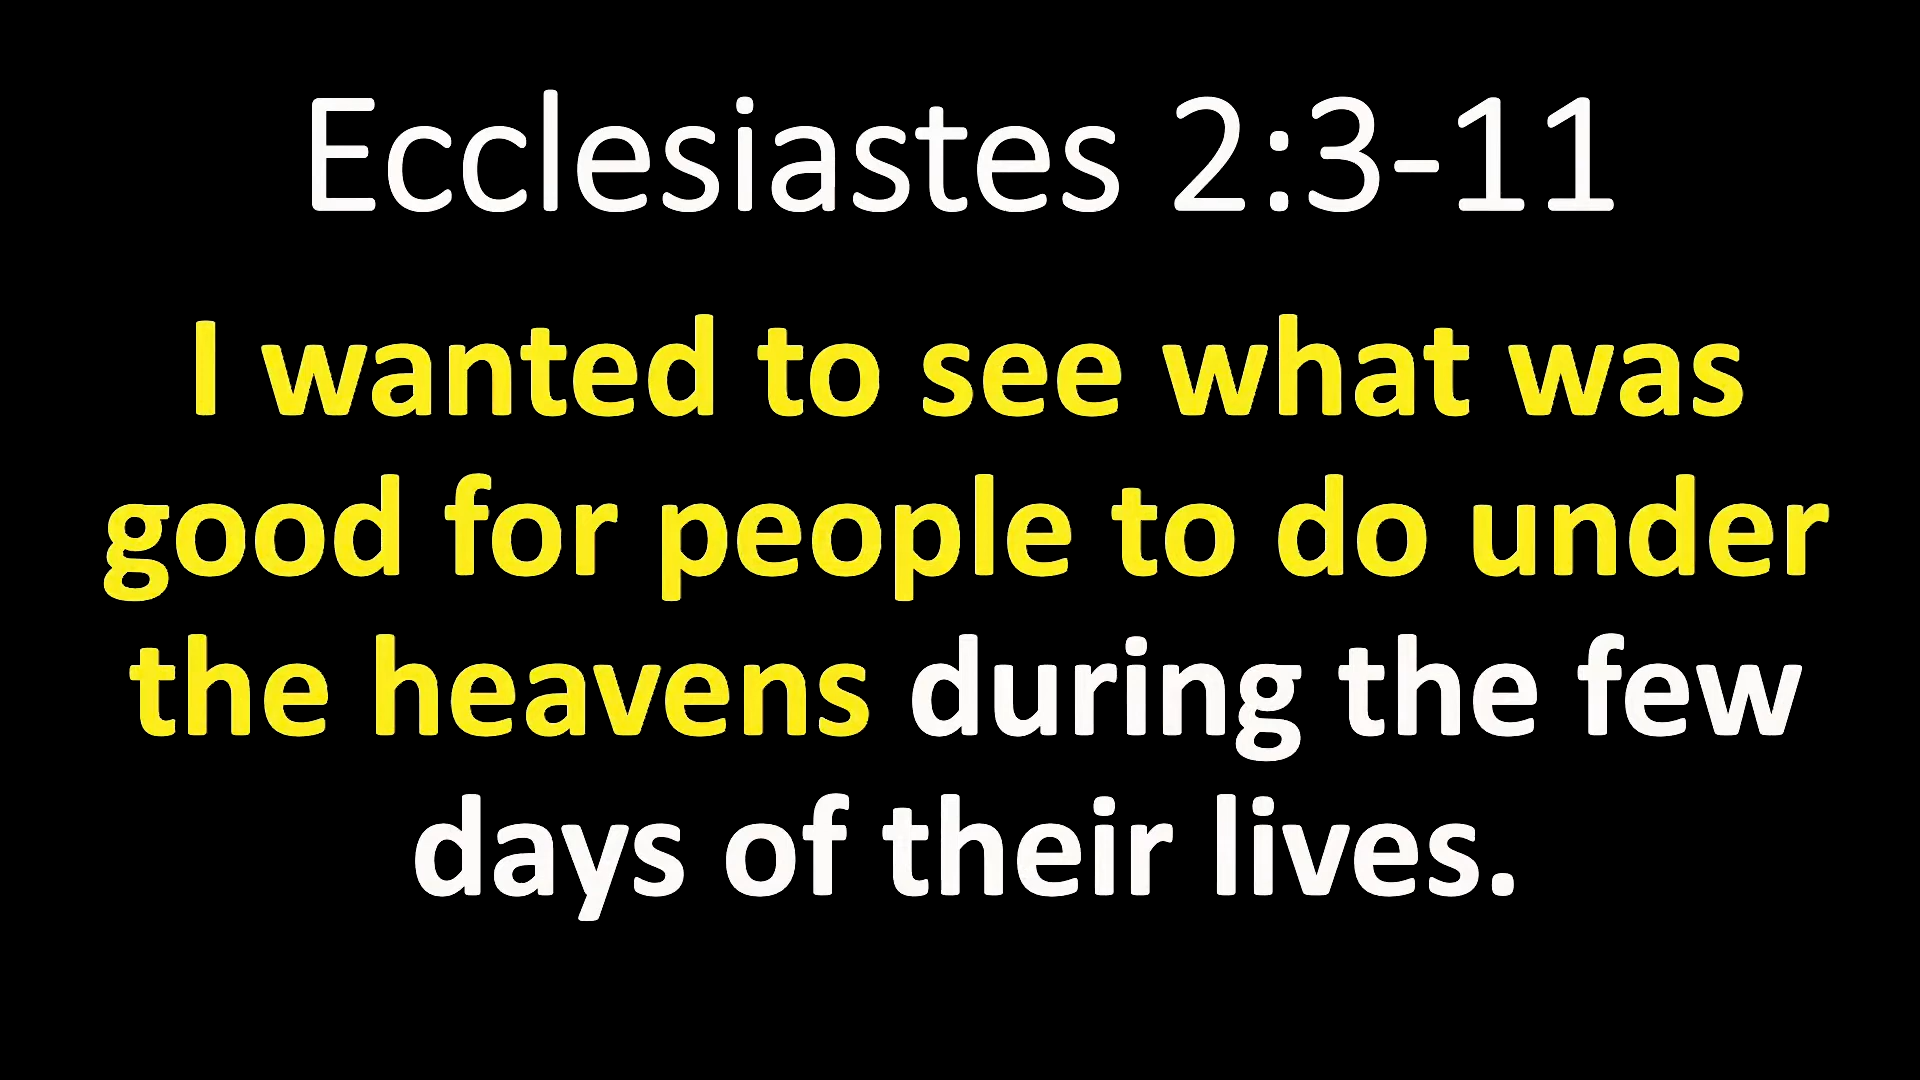 Ecclesiastes 2:3-11
I wanted to see what was
good for people to do under
the heavens during the few
days of their lives.